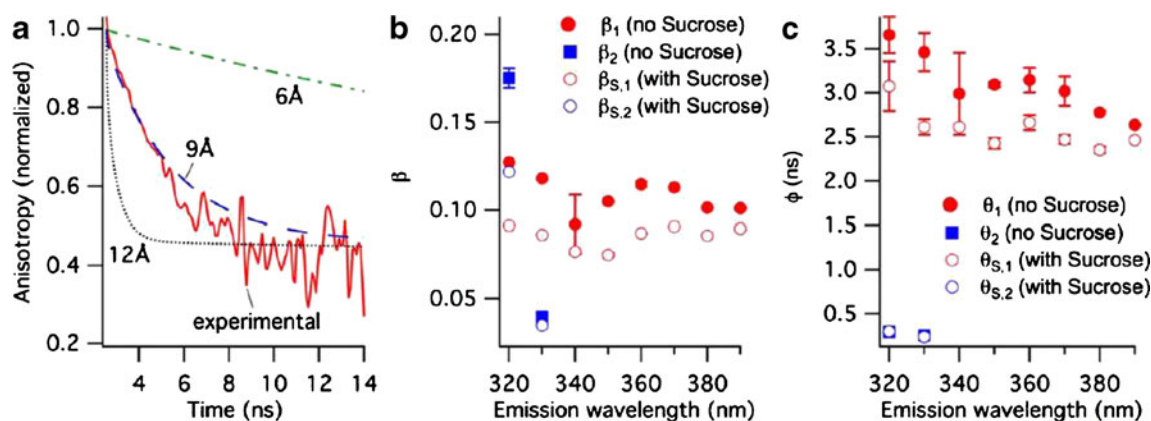 a
Anisotropy (normalized)
1.0
0.8
0.6
0.4
0.2
6Å
9Å
12Å
experimental
4 6 8 10 12 14
Time (ns)
b
β
0.20
0.15
0.10
0.05
β1 (no Sucrose)
β2 (no Sucrose)
βS,1 (with Sucrose)
βS,2 (with Sucrose)
320 340 360 380
Emission wavelength (nm)
c
ϕ (ns)
3.5
3.0
2.5
2.0
1.5
1.0
0.5
θ1 (no Sucrose)
θ2 (no Sucrose)
θS,1 (with Sucrose)
θS,2 (with Sucrose)
320 340 360 380
Emission wavelength (nm)